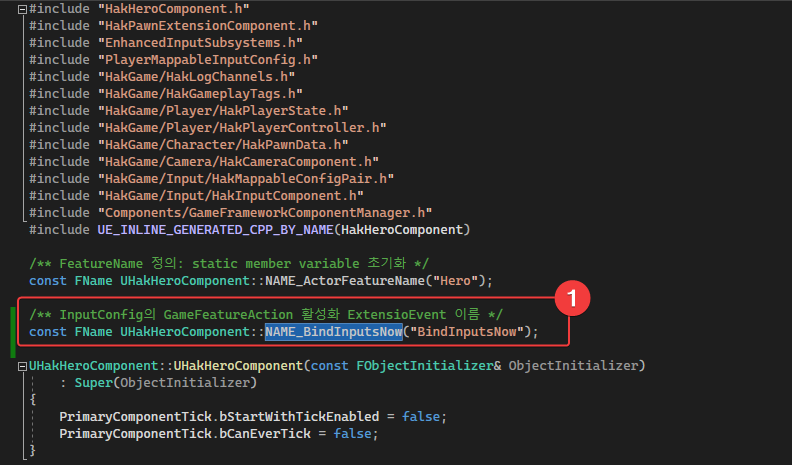 #include "HakHeroComponent.h"
#include "HakPawnExtensionComponent.h"
#include "EnhancedInputSubsystems.h"
#include "PlayerMappableInputConfig.h"
#include "HakGame/HakLogChannels.h"
#include "HakGame/HakGameplayTags.h"
#include "HakGame/Player/HakPlayerState.h"
#include "HakGame/Player/HakPlayerController.h"
#include "HakGame/Character/HakPawnData.h"
#include "HakGame/Camera/HakCameraComponent.h"
#include "HakGame/Input/HakMappableConfigPair.h"
#include "HakGame/Input/HakInputComponent.h"
#include "Components/GameFrameworkComponentManager.h"
#include UE_INLINE_GENERATED_CPP_BY_NAME(HakHeroComponent)
/** FeatureName 정의: static member variable 초기화 */
const FName UHakHeroComponent::NAME_ActorFeatureName("Hero");
1
/** InputConfig의 GameFeatureAction 활성화 ExtensioEvent 이름 */
const FName UHakHeroComponent::NAME_BindInputsNow("BindInputsNow");
UHakHeroComponent::UHakHeroComponent(const FObjectInitializer& ObjectInitializer)
: Super(ObjectInitializer)
{
PrimaryComponentTick.bStartWithTickEnabled = false;
PrimaryComponentTick.bCanEverTick = false;
}